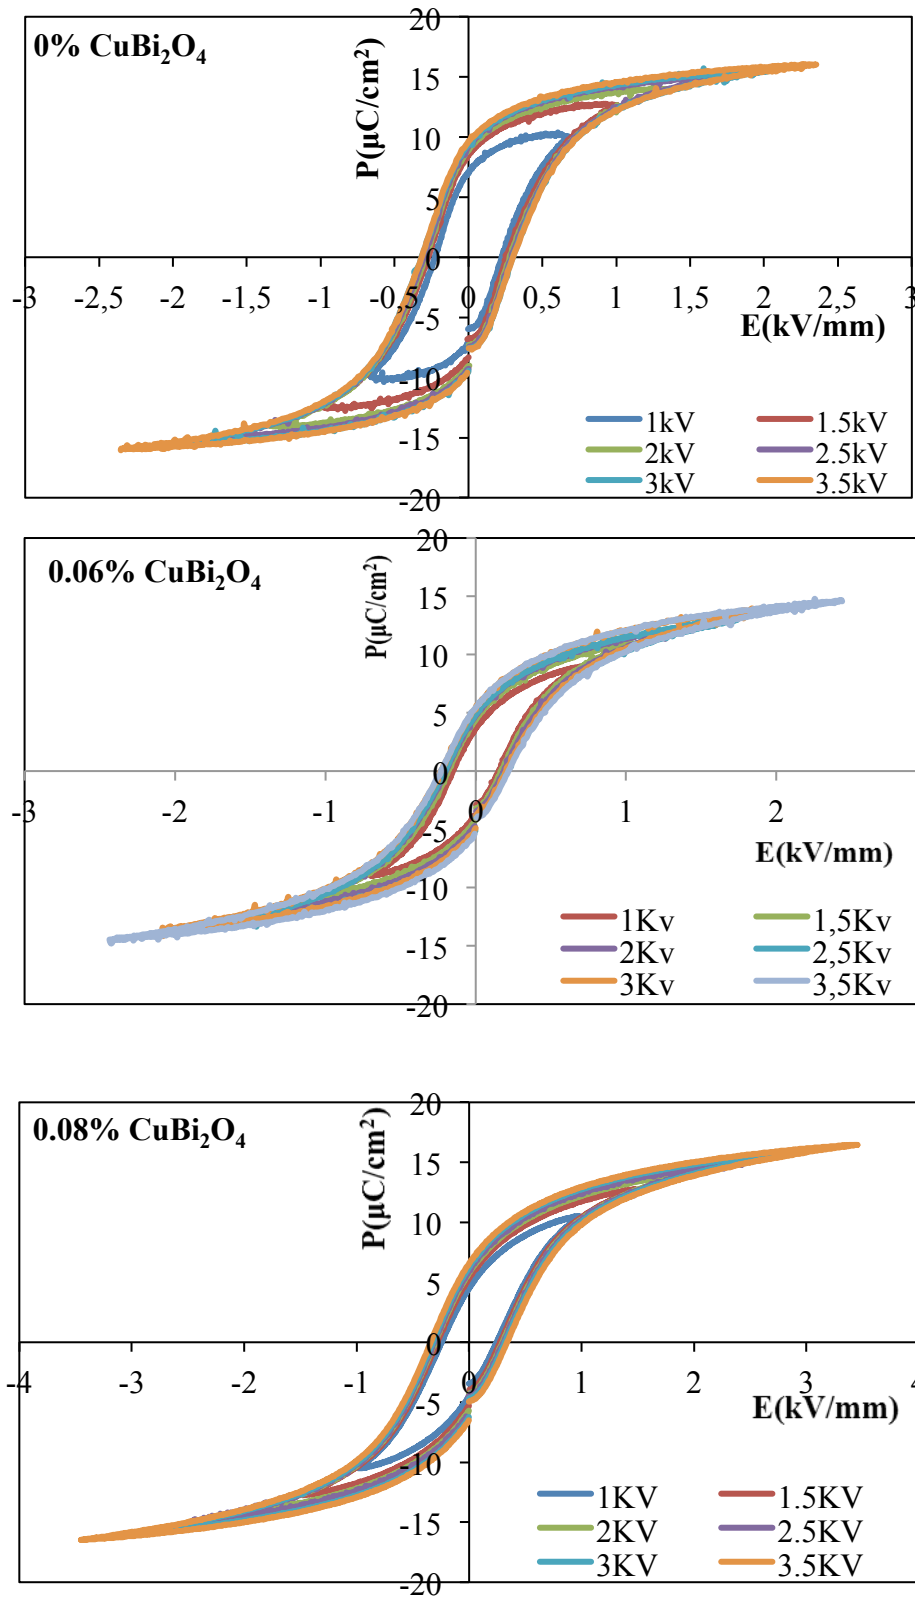 0% CuBi₂O₄
P(µC/cm²)
20
15
10
5
0
-5
-10
-15
-20
-3 -2,5 -2 -1,5 -1 -0,5 0 0,5 1 1,5 2 2,5 3
E(kV/mm)
1kV 1.5kV
2kV 2.5kV
3kV 3.5kV
0.06% CuBi₂O₄
P(µC/cm²)
20
15
10
5
0
-5
-10
-15
-20
-3 -2 -1 0 1 2
E(kV/mm)
1Kv 1,5Kv
2Kv 2,5Kv
3Kv 3,5Kv
0.08% CuBi₂O₄
P(µC/cm²)
20
15
10
5
0
-5
-10
-15
-20
-4 -3 -2 -1 0 1 2 3 4
E(kV/mm)
1KV 1.5KV
2KV 2.5KV
3KV 3.5KV